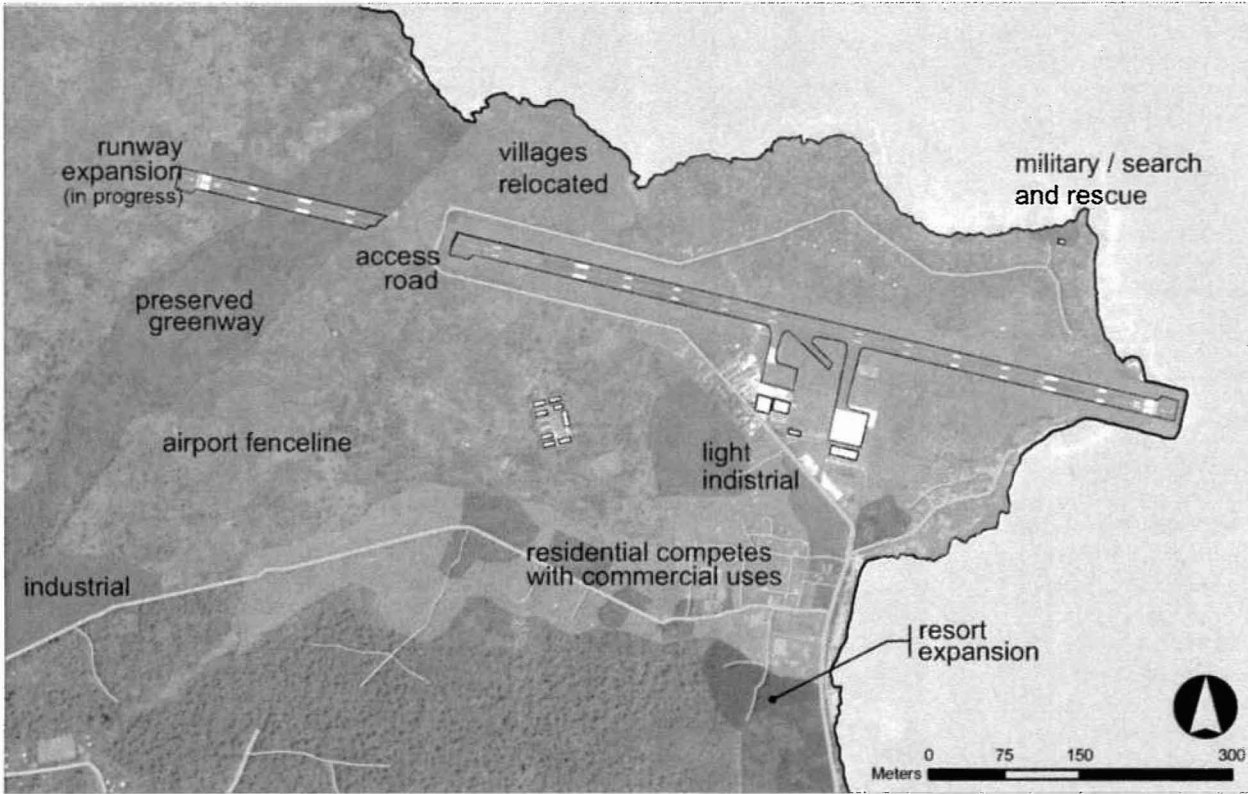 runway
expansion
(in progress)
villages
relocated
military / search
and rescue
access
road
preserved
greenway
airport fenceline
light
indistrial
residential competes
with commercial uses
industrial
resort
expansion
0 75 150 300
Meters